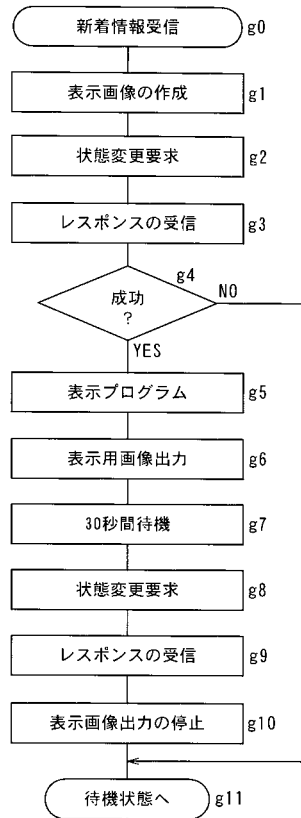 新着情報受信 g0
表示画像の作成 g1
状態変更要求 g2
レスポンスの受信 g3
g4
成功 NO
?
YES
表示プログラム g5
表示用画像出力 g6
30秒間待機 g7
状態変更要求 g8
レスポンスの受信 g9
表示画像出力の停止 g10
待機状態へ g11